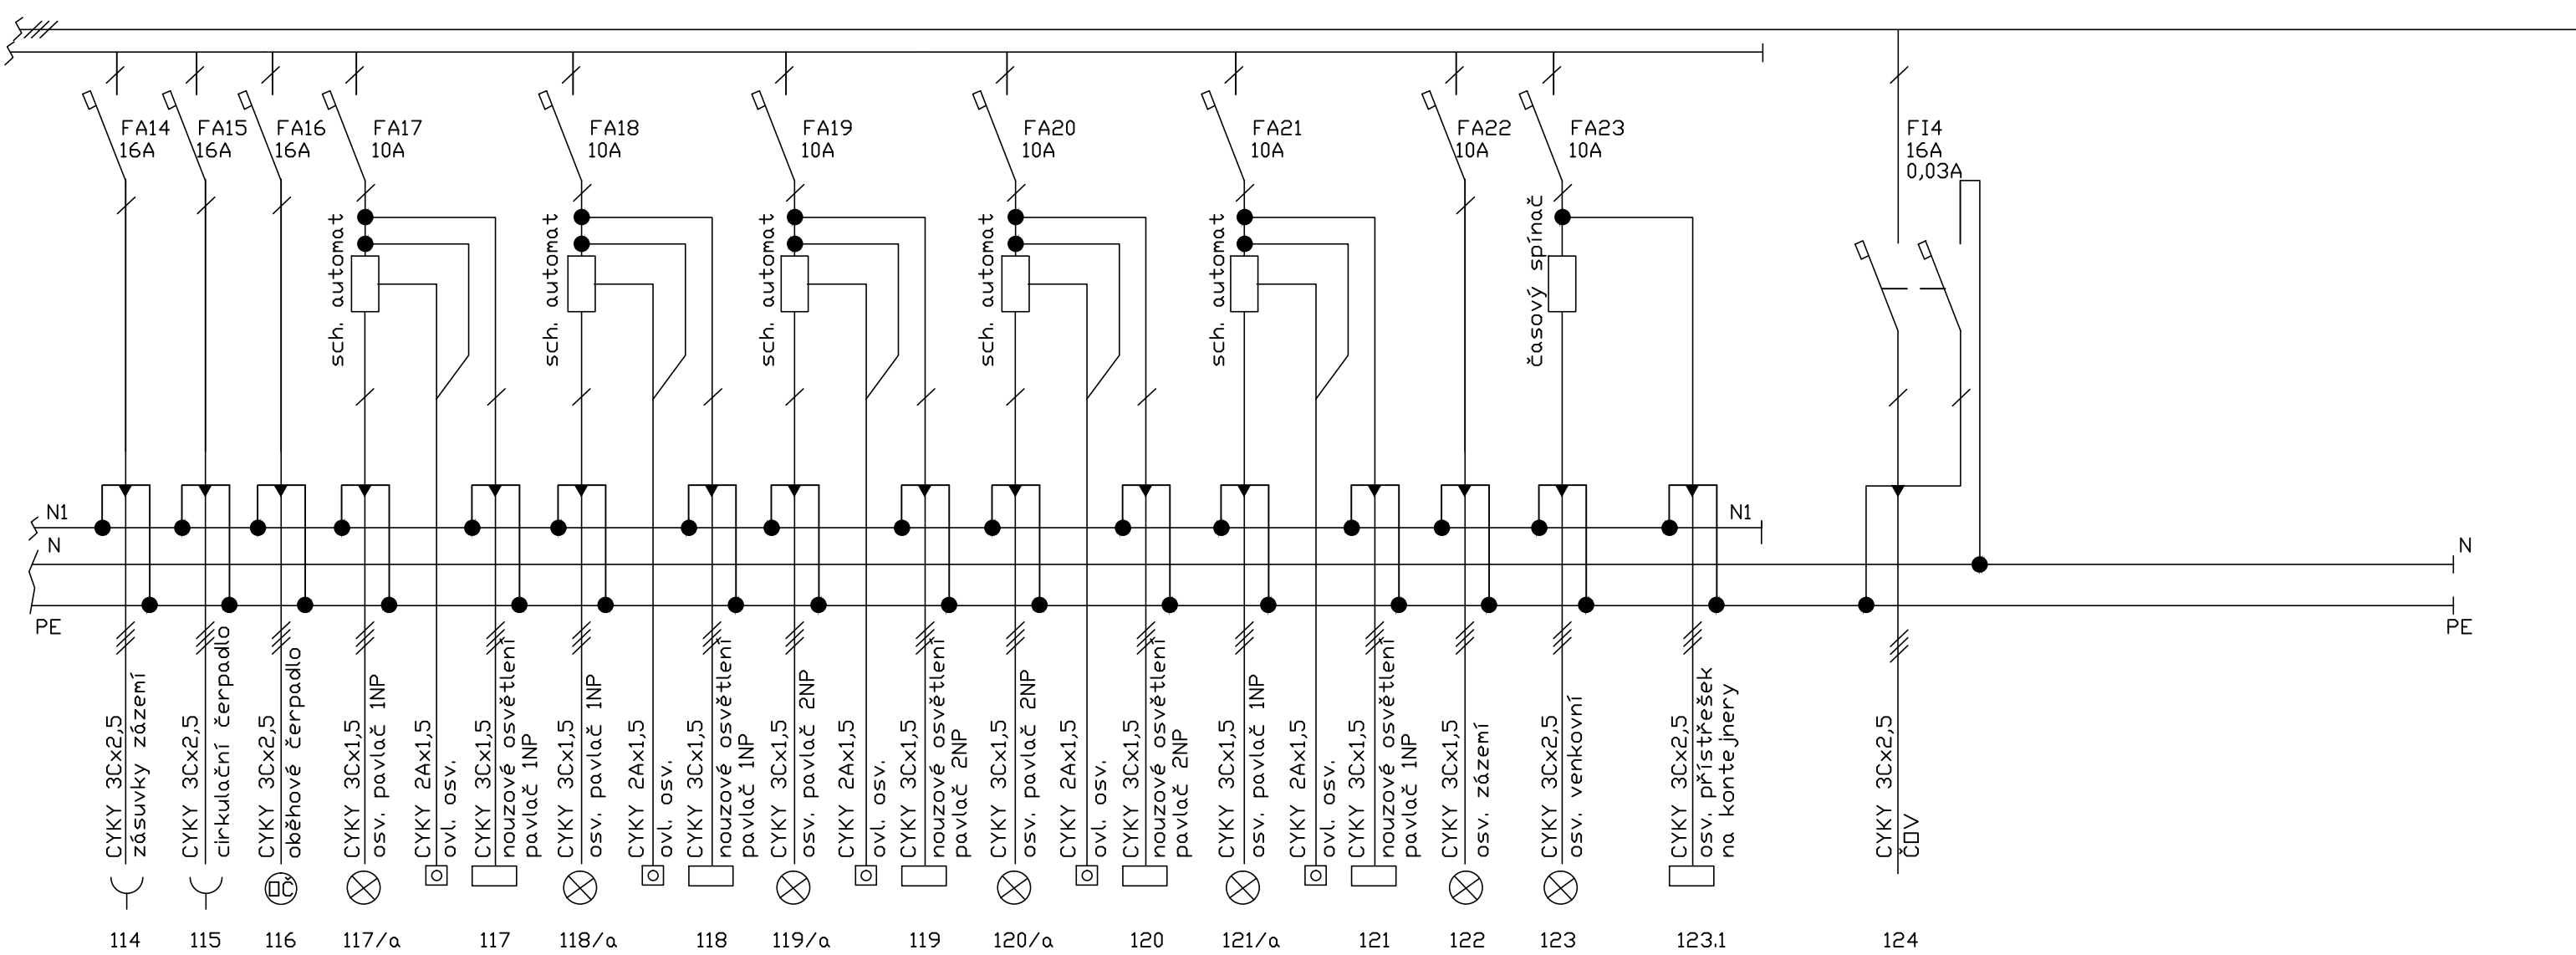 FA14
16A
FA15
16A
FA16
16A
FA17
10A
FA18
10A
FA19
10A
FA20
10A
FA21
10A
FA22
10A
FA23
10A
FI4
16A
0,03A
sch. automat
sch. automat
sch. automat
sch. automat
sch. automat
časový spínač
N1
N1
N
N
PE
PE
CYKY 3Cx2,5
zásuvky zázemí
CYKY 3Cx2,5
cirkulační čerpadlo
CYKY 3Cx2,5
oběhové čerpadlo
CYKY 3Cx1,5
osv. pavlač 1NP
CYKY 2Ax1,5
ovl. osv.
CYKY 3Cx1,5
nouzové osvětlení
pavlač 1NP
CYKY 3Cx1,5
osv. pavlač 1NP
CYKY 2Ax1,5
ovl. osv.
CYKY 3Cx1,5
nouzové osvětlení
pavlač 1NP
CYKY 3Cx1,5
osv. pavlač 2NP
CYKY 2Ax1,5
ovl. osv.
CYKY 3Cx1,5
nouzové osvětlení
pavlač 2NP
CYKY 3Cx1,5
osv. pavlač 2NP
CYKY 2Ax1,5
ovl. osv.
CYKY 3Cx1,5
nouzové osvětlení
pavlač 2NP
CYKY 3Cx1,5
osv. pavlač 1NP
CYKY 2Ax1,5
ovl. osv.
CYKY 3Cx1,5
nouzové osvětlení
pavlač 1NP
CYKY 3Cx1,5
osv. zázemí
CYKY 3Cx2,5
osv. venkovní
CYKY 3Cx2,5
osv. přístřešek
na kontejnery
CYKY 3Cx2,5
ČOV
OČ
114
115
116
117/a
117
118/a
118
119/a
119
120/a
120
121/a
121
122
123
123.1
124